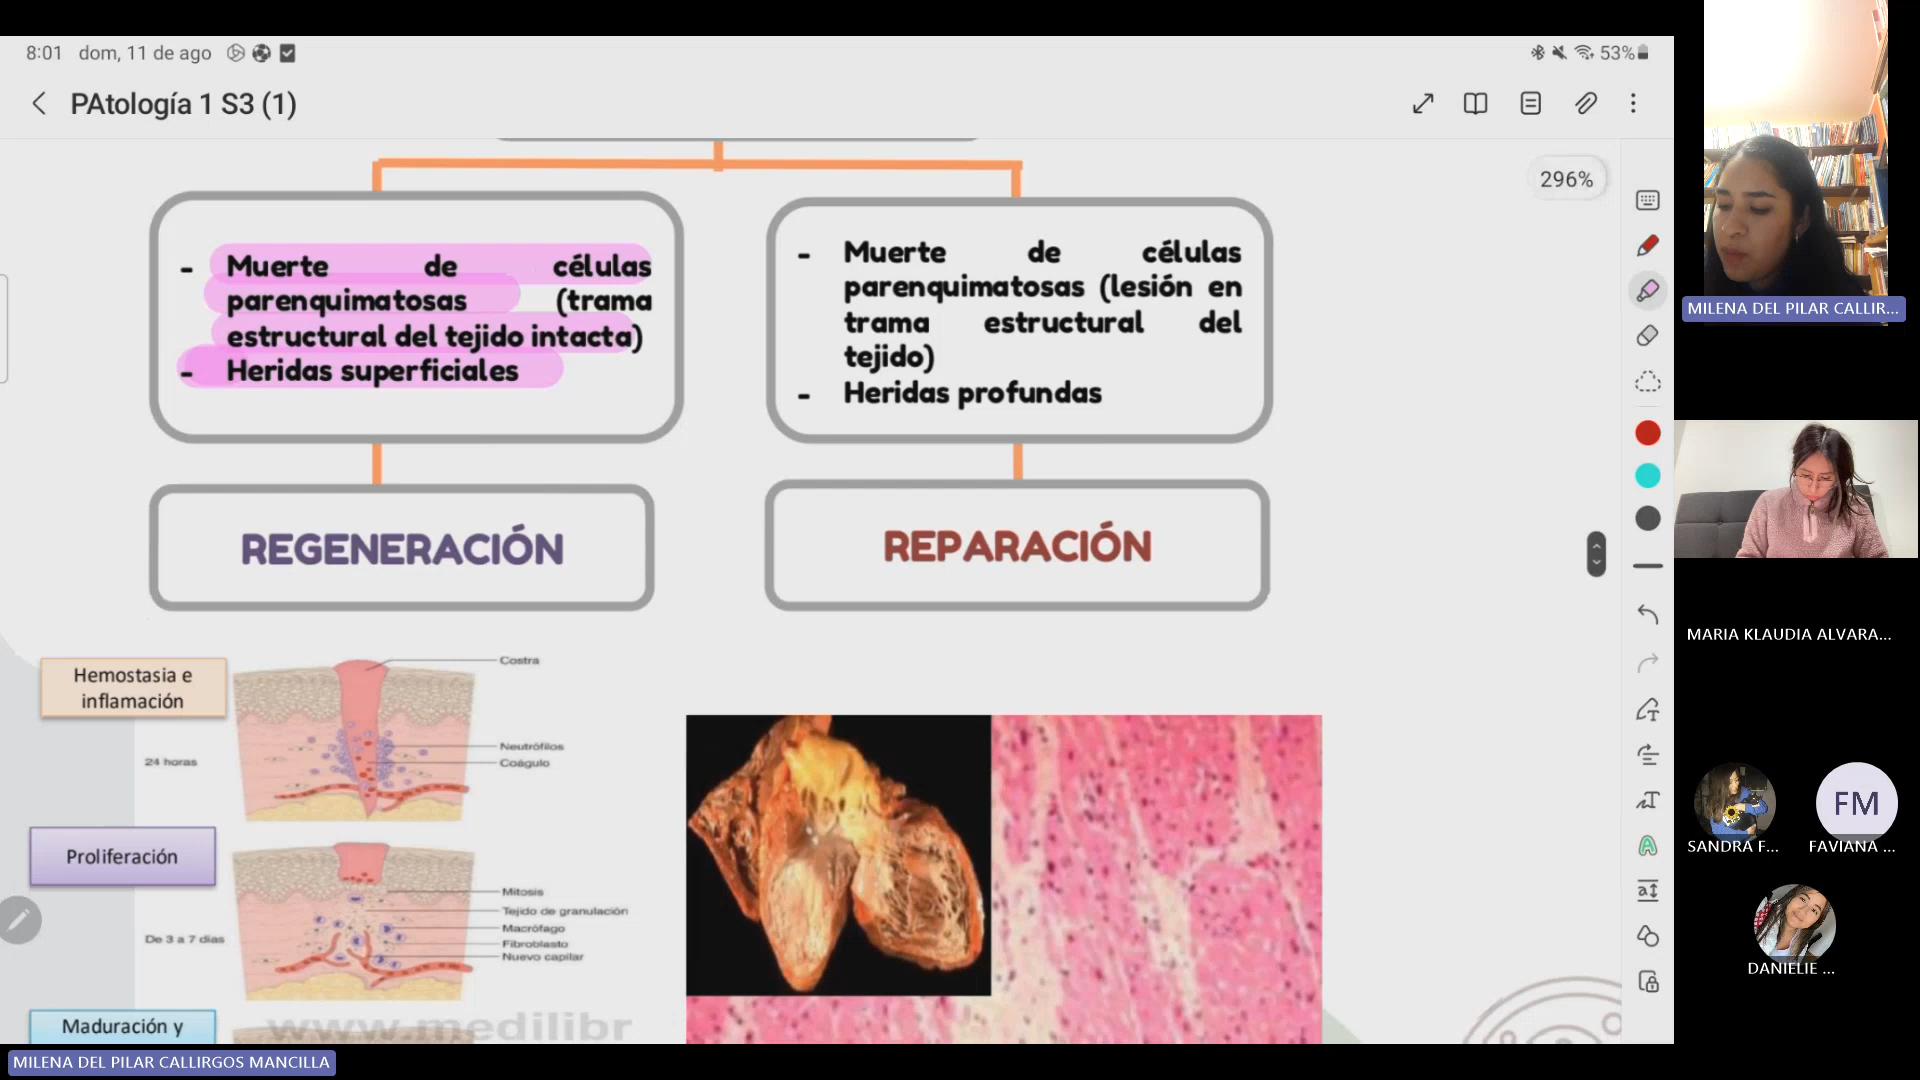 8:01 dom, 11 de ago
53%
PAtología 1 S3 (1)
296%
- Muerte de células
parenquimatosas (trama
estructural del tejido intacta)
- Heridas superficiales
- Muerte de células
parenquimatosas (lesión en
trama estructural del
tejido)
- Heridas profundas
REGENERACIÓN
REPARACIÓN
Hemostasia e
inflamación
24 horas
Costra
Neutrófilos
Coágulo
Proliferación
De 3 a 7 días
Mitosis
Tejido de granulación
Macrófago
Fibroblasto
Nuevo capilar
Maduración y
www.medilibr
MILENA DEL PILAR CALLIRGOS MANCILLA
MILENA DEL PILAR CALLIR...
MARIA KLAUDIA ALVARA...
SANDRA F...
FM
FAVIANA ...
DANIELIE ...